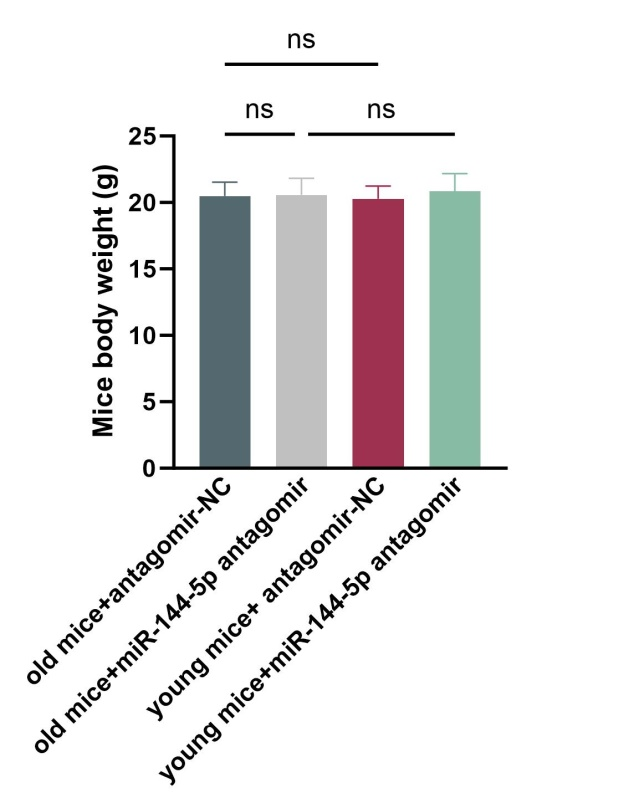 ns
ns ns
Mice body weight (g)
25
20
15
10
5
0
old mice+antagomir-NC
old mice+miR-144-5p antagomir
young mice+ antagomir-NC
young mice+miR-144-5p antagomir